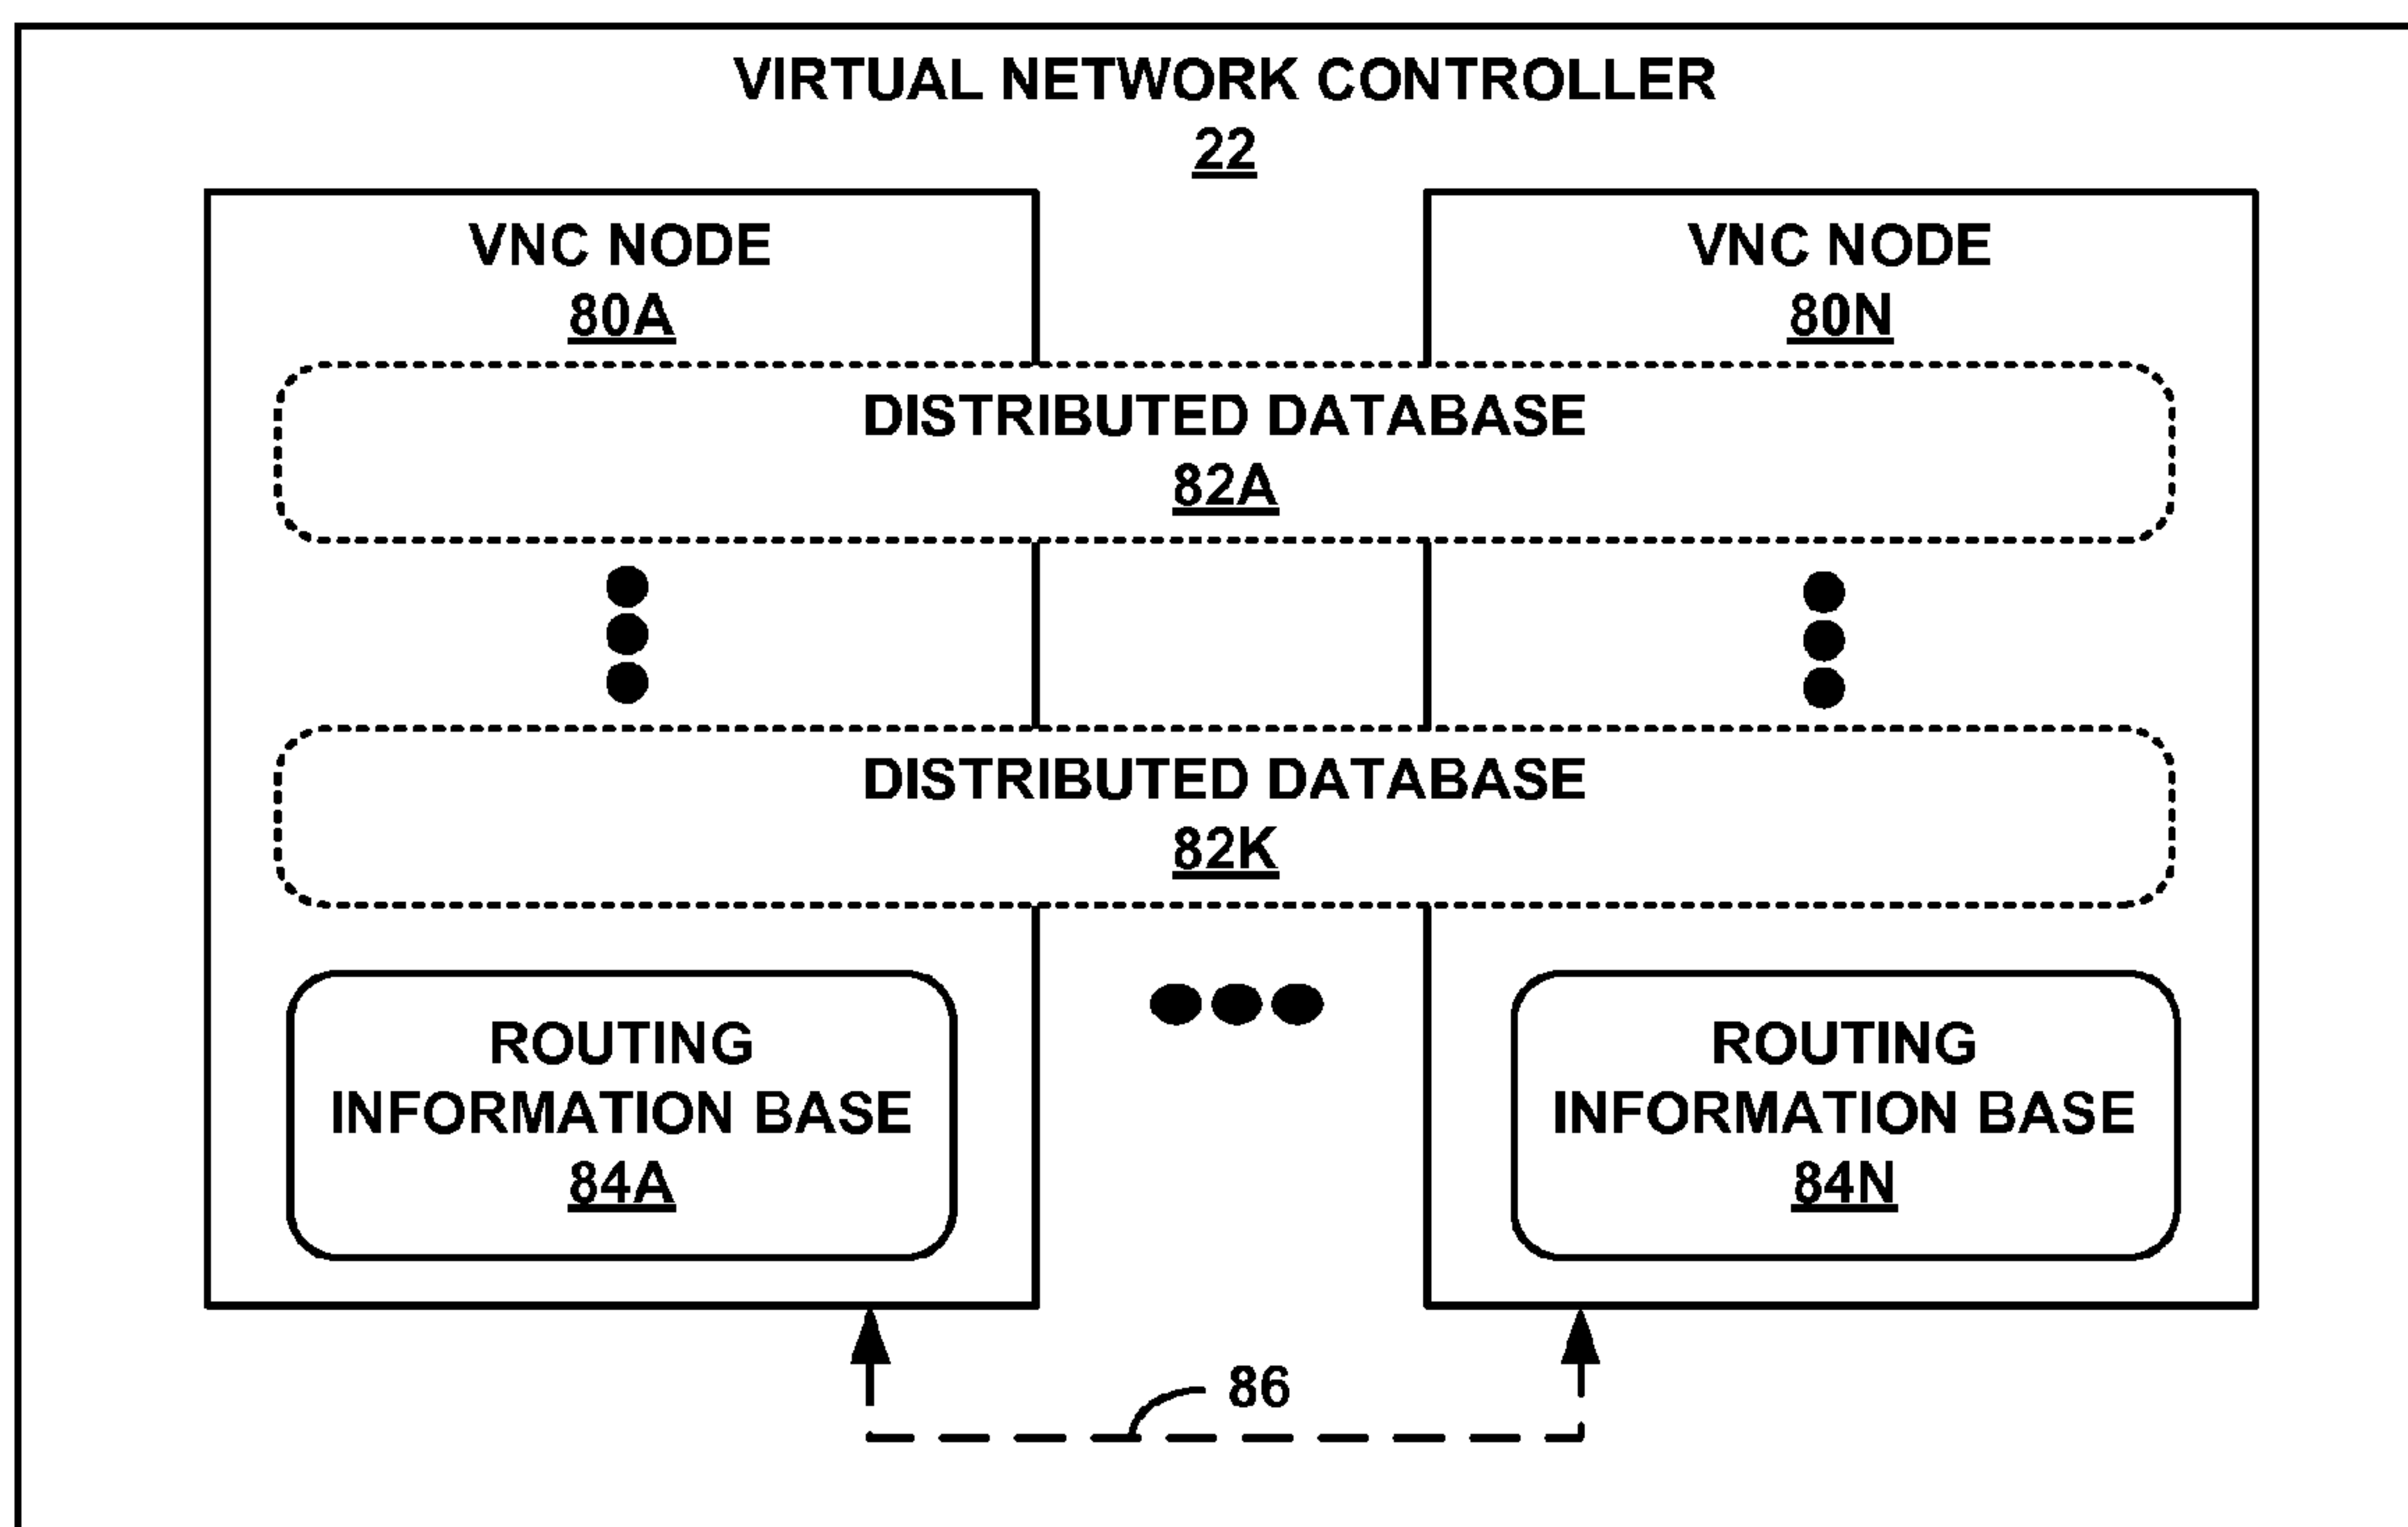 VIRTUAL NETWORK CONTROLLER
22
VNC NODE
80A
VNC NODE
80N
DISTRIBUTED DATABASE
82A
DISTRIBUTED DATABASE
82K
ROUTING
INFORMATION BASE
84A
ROUTING
INFORMATION BASE
84N
86